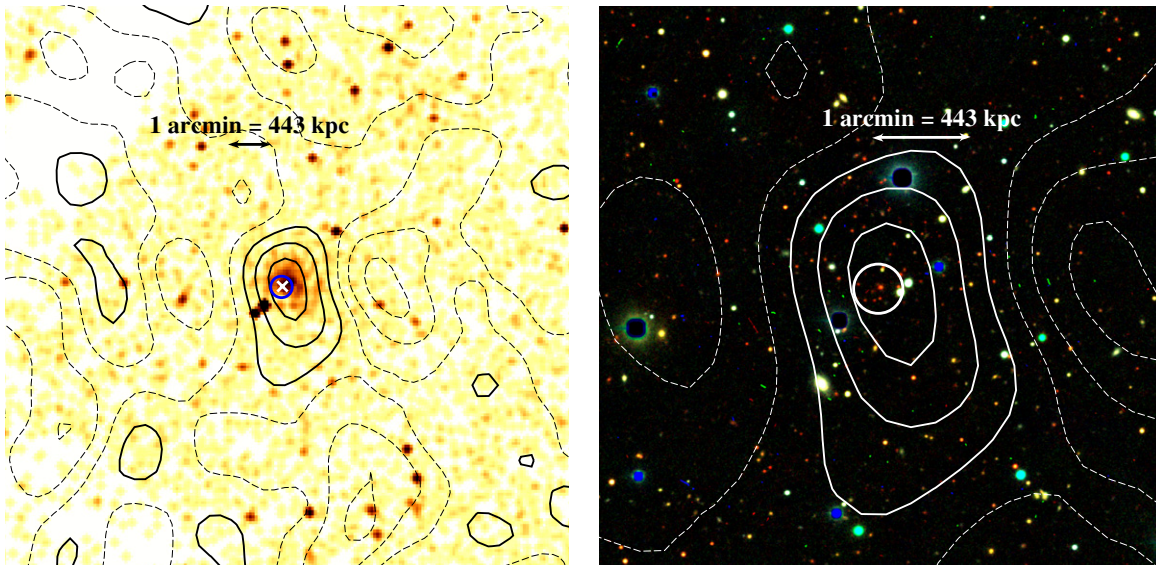 1 arcmin = 443 kpc
1 arcmin = 443 kpc